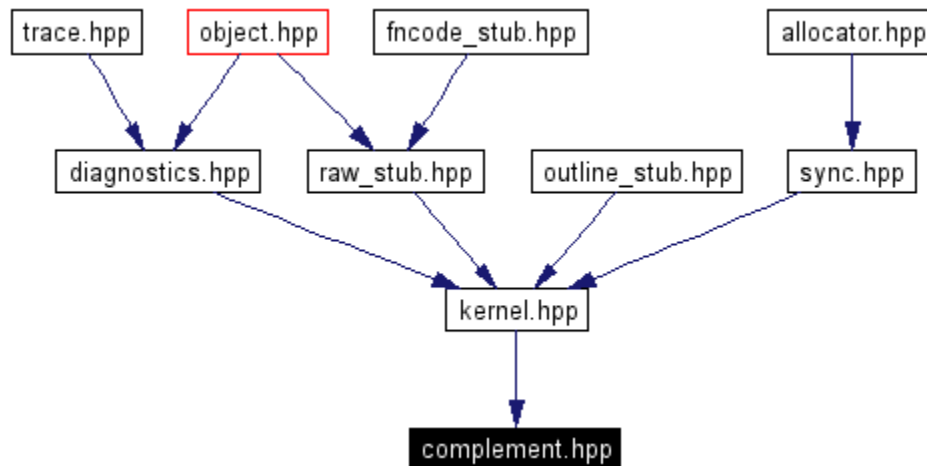 trace.hpp
object.hpp
fncode_stub.hpp
allocator.hpp
diagnostics.hpp
raw_stub.hpp
outline_stub.hpp
sync.hpp
kernel.hpp
complement.hpp